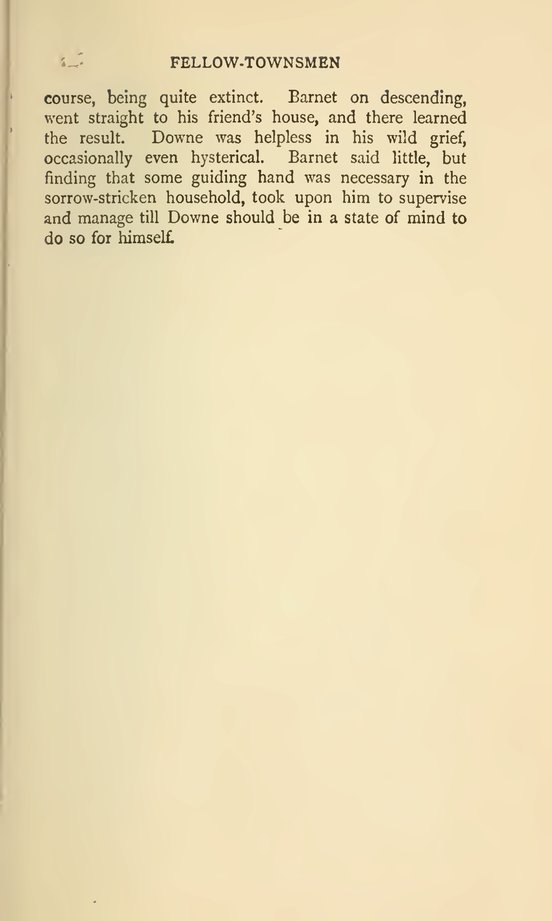 FELLOW-TOWNSMEN
course, being quite extinct. Barnet on descending,
went straight to his friend's house, and there learned
the result. Downe was helpless in his wild grief,
occasionally even hysterical. Barnet said little, but
finding that some guiding hand was necessary in the
sorrow-stricken household, took upon him to supervise
and manage till Downe should be in a state of mind to
do so for himself.